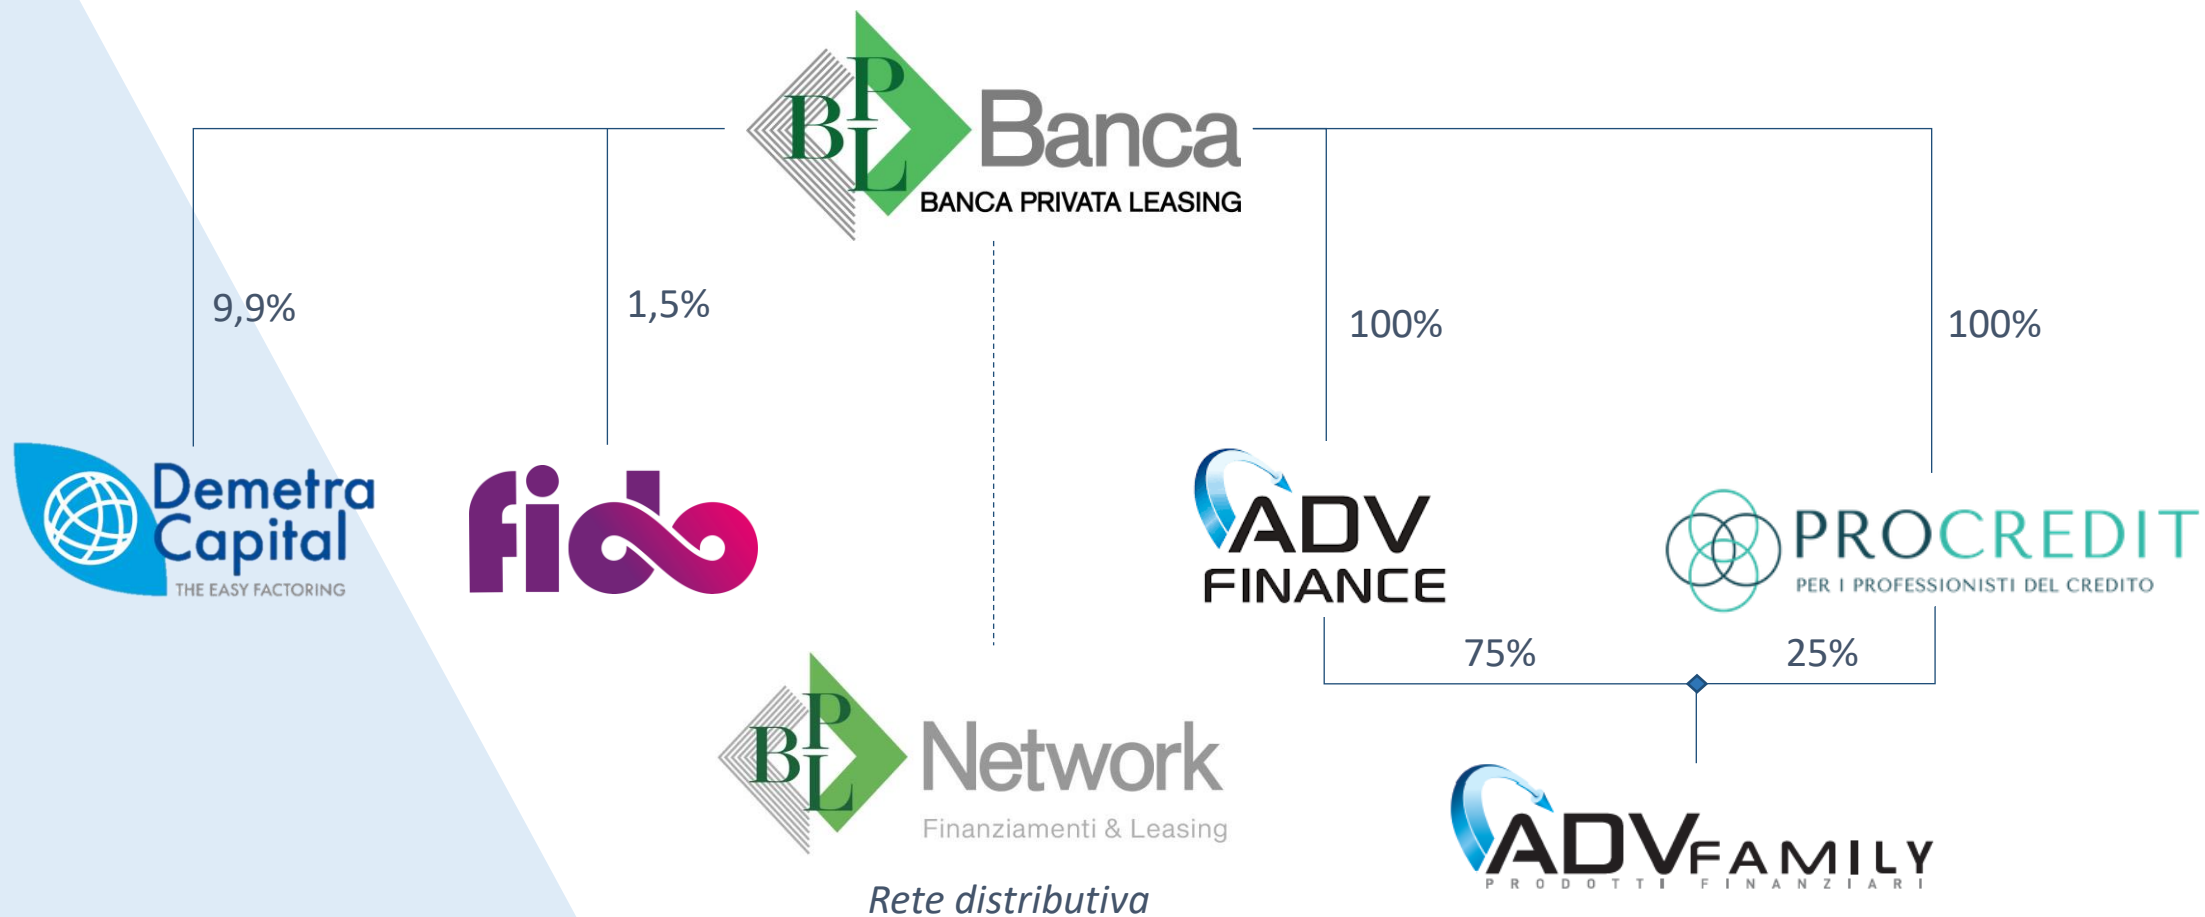 BPL Banca
BANCA PRIVATA LEASING
9,9%
1,5%
100%
100%
Demetra
Capital
THE EASY FACTORING
fido
ADV
FINANCE
PROCREDIT
PER I PROFESSIONISTI DEL CREDITO
75%
25%
BPL Network
Finanziamenti & Leasing
Rete distributiva
ADV FAMILY
PRODOTTI FINANZIARI